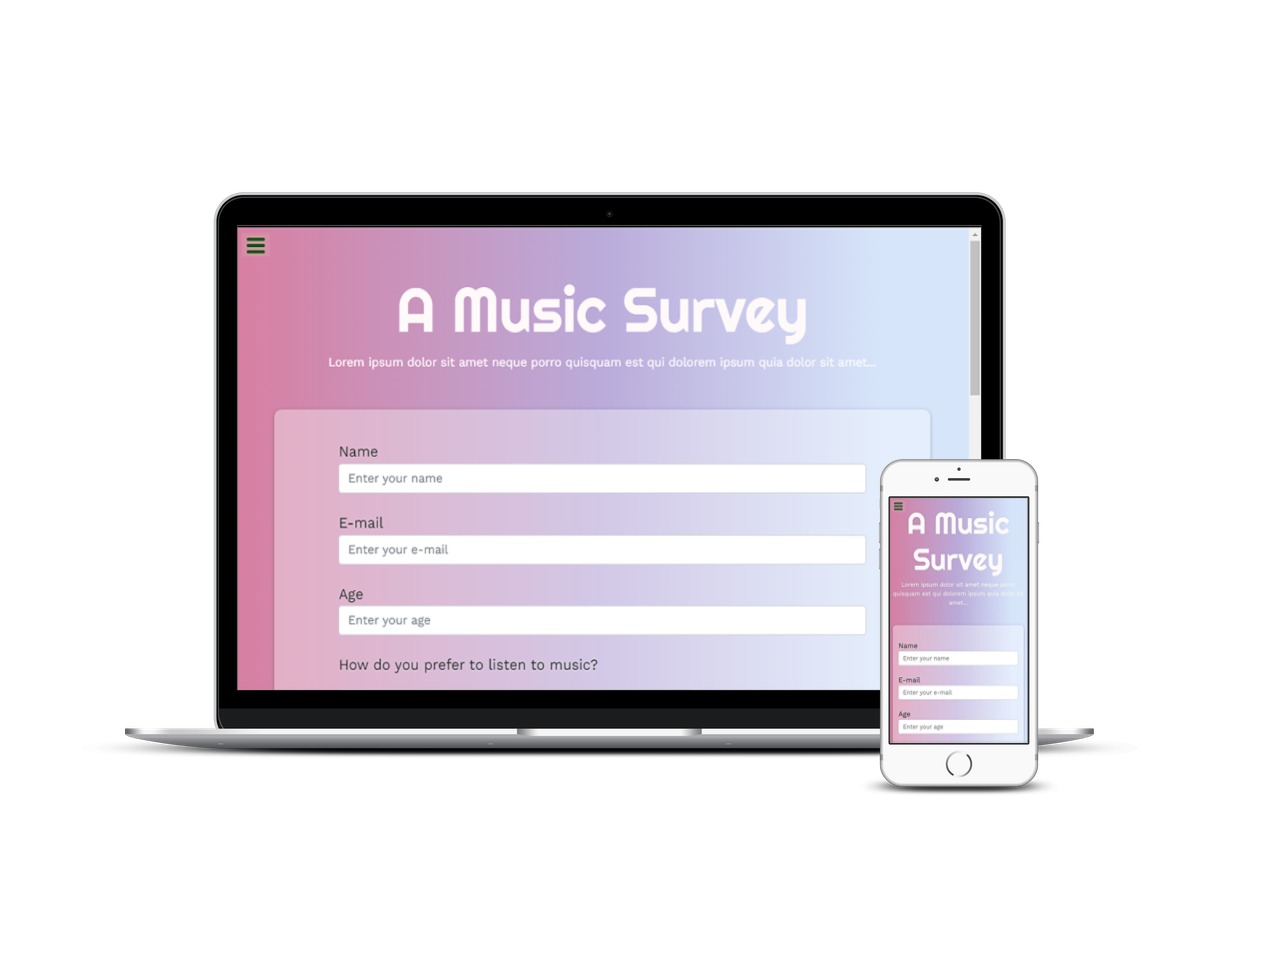 A Music Survey
Lorem ipsum dolor sit amet neque porro quisquam est qui dolorem ipsum quia dolor sit amet...
Name
Enter your name
E-mail
Enter your e-mail
Age
Enter your age
How do you prefer to listen to music?
A Music
Survey
Lorem ipsum dolor sit amet neque porro
quisquam est qui dolorem ipsum quia dolor sit
amet...
Name
Enter your name
E-mail
Enter your e-mail
Age
Enter your age